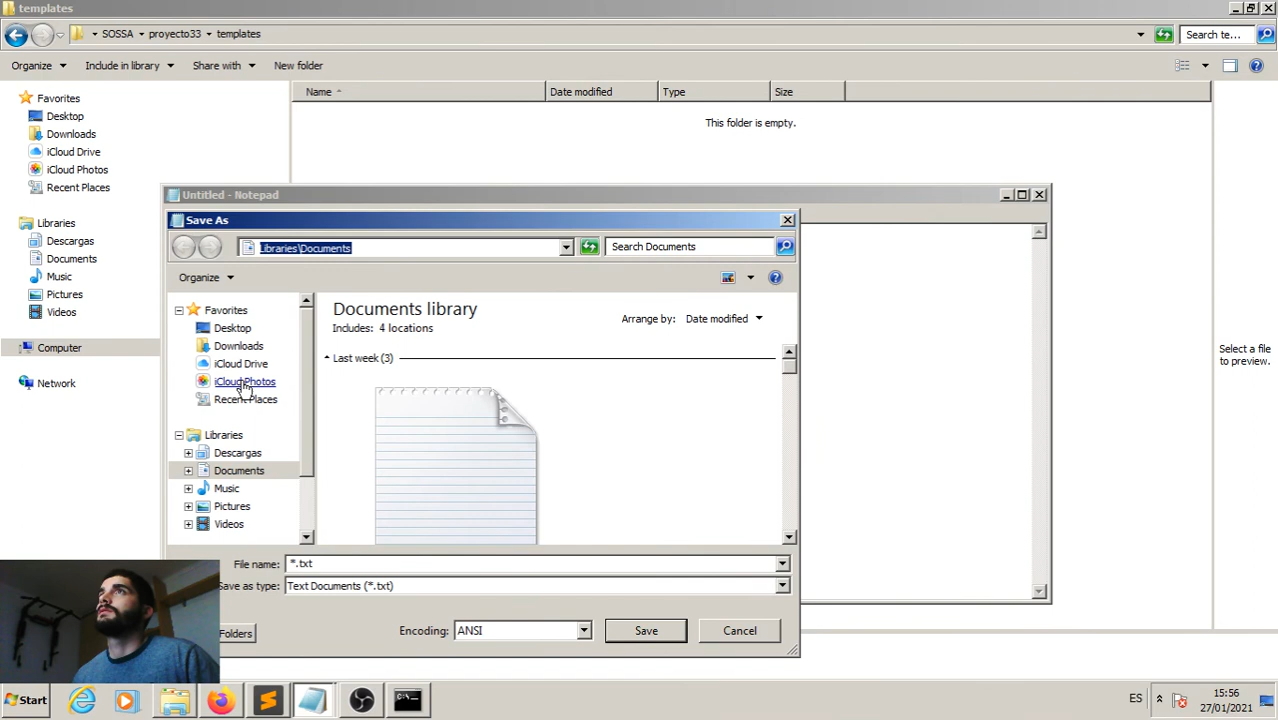 templates
SOSSA proyecto33 templates
Search te...
Organize Include in library Share with New folder
Favorites
Desktop
Downloads
iCloud Drive
iCloud Photos
Recent Places
Libraries
Descargas
Documents
Music
Pictures
Videos
Computer
Network
Name Date modified Type Size
This folder is empty.
Select a file
to preview.
Untitled - Notepad
Save As
Libraries\Documents
Search Documents
Organize
Favorites
Desktop
Downloads
iCloud Drive
iCloud Photos
Recent Places
Libraries
Descargas
Documents
Music
Pictures
Videos
Documents library
Includes: 4 locations
Arrange by: Date modified
Last week (3)
File name: *.txt
Save as type: Text Documents (*.txt)
Folders
Encoding: ANSI
Save
Cancel
Start
ES
15:56
27/01/2021